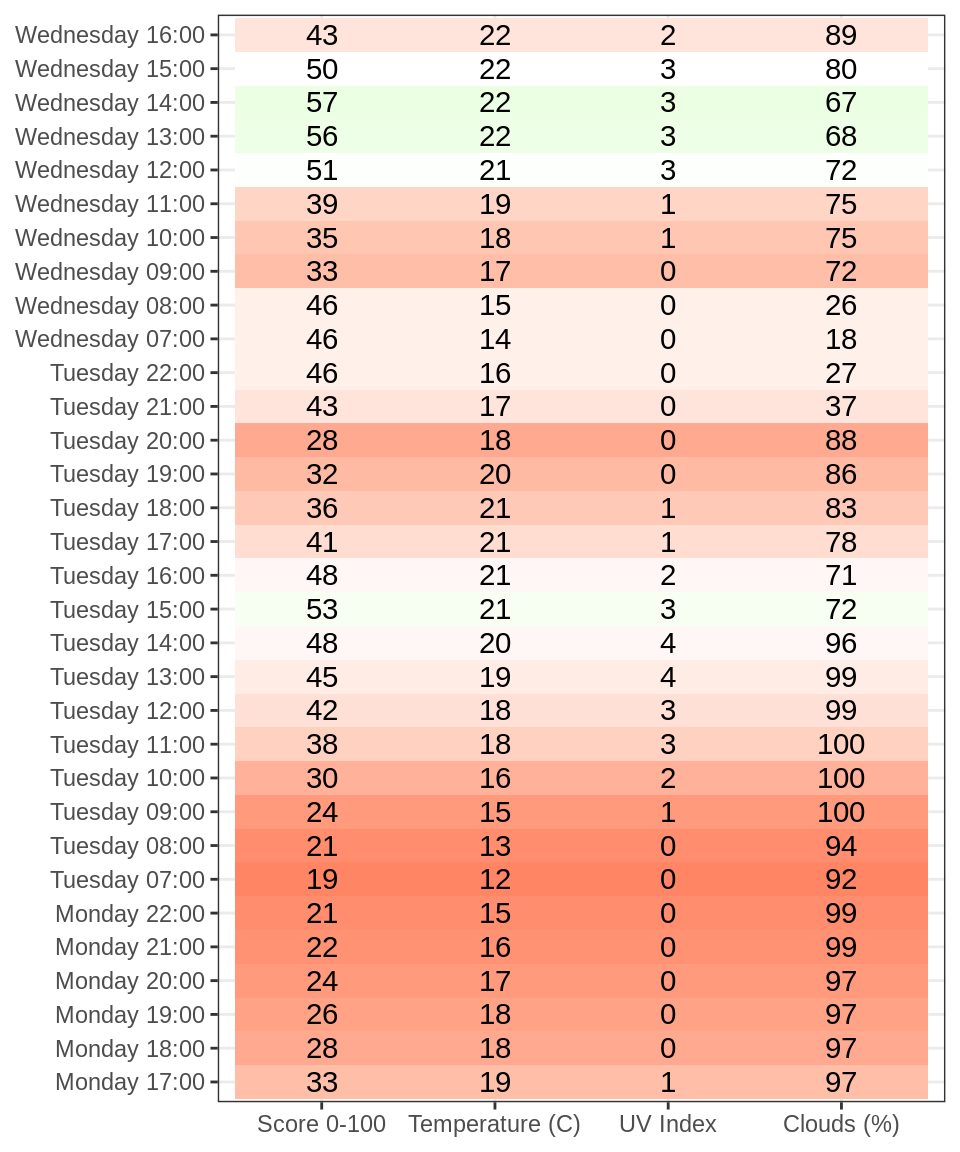 Wednesday 16:00 43 22 2 89
Wednesday 15:00 50 22 3 80
Wednesday 14:00 57 22 3 67
Wednesday 13:00 56 22 3 68
Wednesday 12:00 51 21 3 72
Wednesday 11:00 39 19 1 75
Wednesday 10:00 35 18 1 75
Wednesday 09:00 33 17 0 72
Wednesday 08:00 46 15 0 26
Wednesday 07:00 46 14 0 18
Tuesday 22:00 46 16 0 27
Tuesday 21:00 43 17 0 37
Tuesday 20:00 28 18 0 88
Tuesday 19:00 32 20 0 86
Tuesday 18:00 36 21 1 83
Tuesday 17:00 41 21 1 78
Tuesday 16:00 48 21 2 71
Tuesday 15:00 53 21 3 72
Tuesday 14:00 48 20 4 96
Tuesday 13:00 45 19 4 99
Tuesday 12:00 42 18 3 99
Tuesday 11:00 38 18 3 100
Tuesday 10:00 30 16 2 100
Tuesday 09:00 24 15 1 100
Tuesday 08:00 21 13 0 94
Tuesday 07:00 19 12 0 92
Monday 22:00 21 15 0 99
Monday 21:00 22 16 0 99
Monday 20:00 24 17 0 97
Monday 19:00 26 18 0 97
Monday 18:00 28 18 0 97
Monday 17:00 33 19 1 97
Score 0-100 Temperature (C) UV Index Clouds (%)